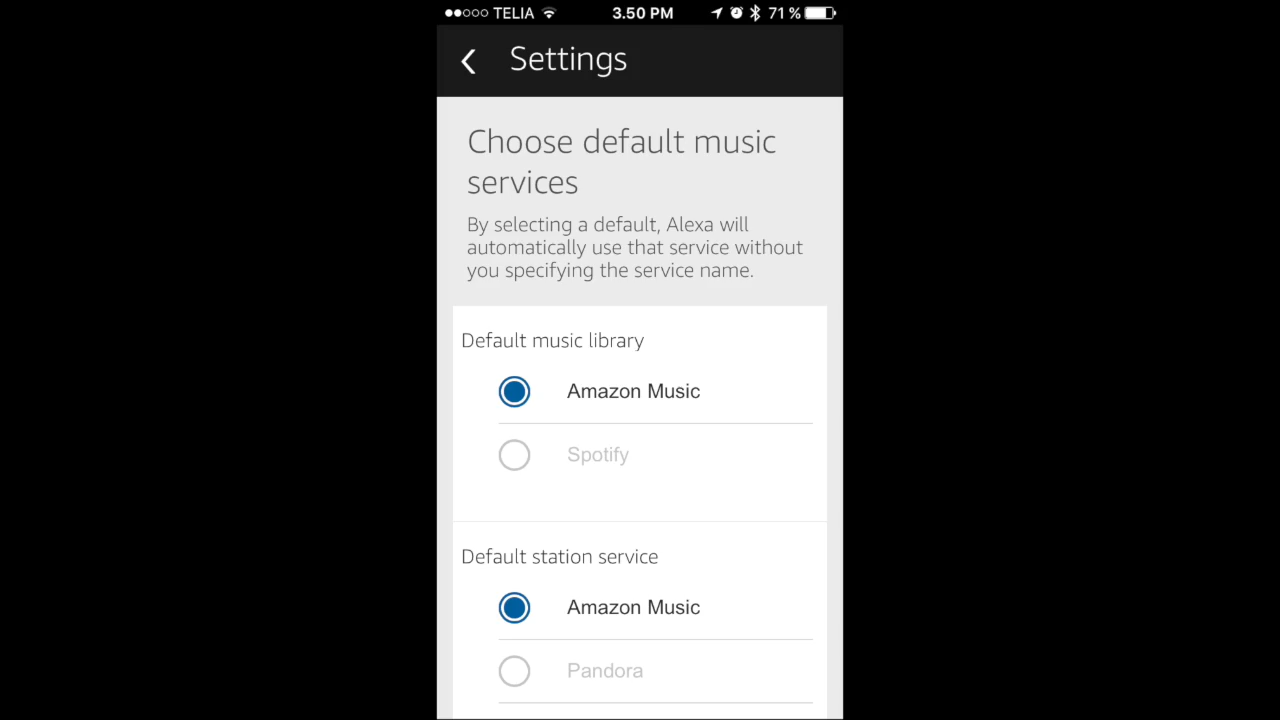 TELIA 3.50 PM 71 %
Settings
Choose default music
services
By selecting a default, Alexa will
automatically use that service without
you specifying the service name.
Default music library
Amazon Music
Spotify
Default station service
Amazon Music
Pandora